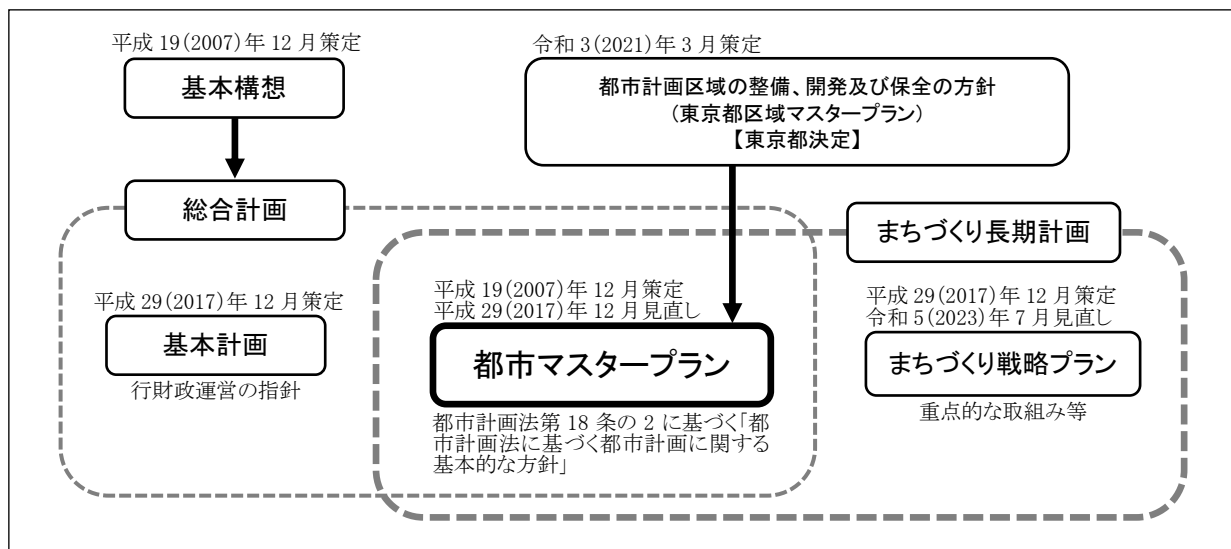 平成 19(2007)年 12 月策定
基本構想
令和 3(2021)年 3 月策定
都市計画区域の整備、開発及び保全の方針
(東京都区域マスタープラン)
【東京都決定】
総合計画
まちづくり長期計画
平成 29(2017)年 12 月策定
基本計画
行財政運営の指針
平成 19(2007)年 12 月策定
平成 29(2017)年 12 月見直し
都市マスタープラン
都市計画法第 18 条の 2 に基づく「都
市計画法に基づく都市計画に関する
基本的な方針」
平成 29(2017)年 12 月策定
令和 5(2023)年 7 月見直し
まちづくり戦略プラン
重点的な取組み等